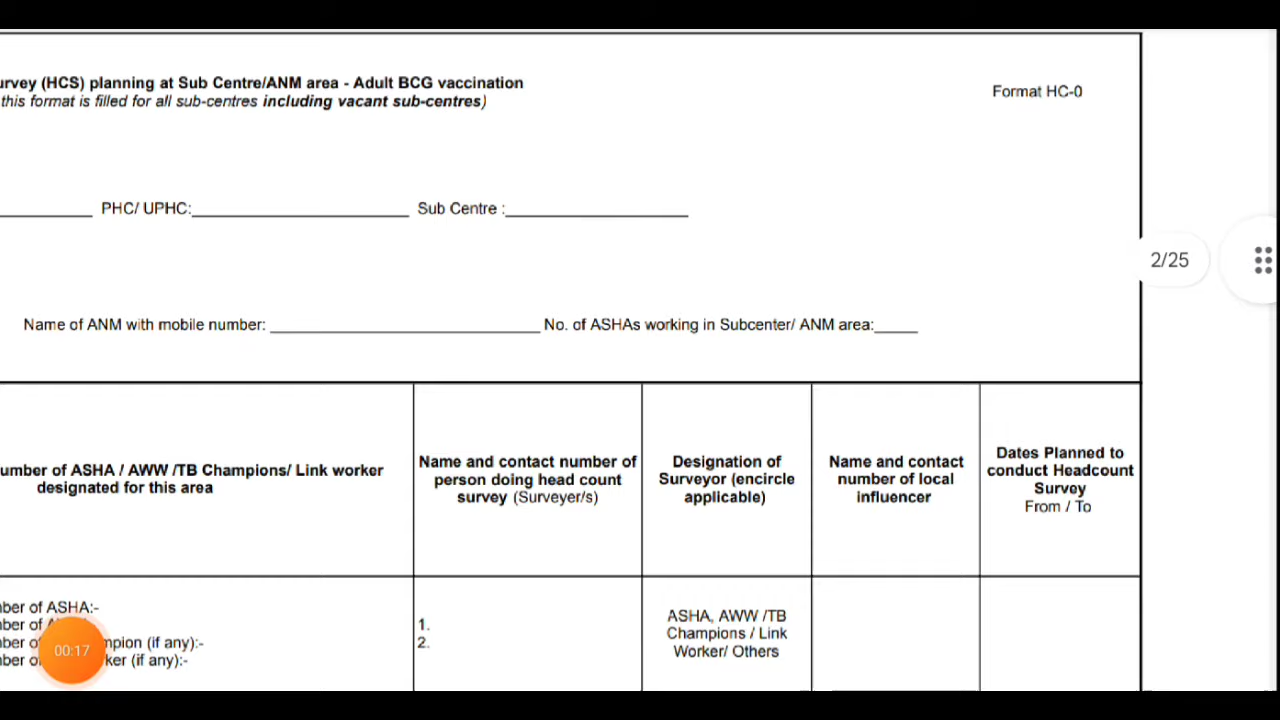 urvey (HCS) planning at Sub Centre/ANM area - Adult BCG vaccination
this format is filled for all sub-centres including vacant sub-centres)
Format HC-0
PHC/ UPHC: Sub Centre :
2/25
Name of ANM with mobile number: No. of ASHAs working in Subcenter/ ANM area:
umber of ASHA / AWW /TB Champions/ Link worker
designated for this area
Name and contact number of
person doing head count
survey (Surveyer/s)
Designation of
Surveyor (encircle
applicable)
Name and contact
number of local
influencer
Dates Planned to
conduct Headcount
Survey
From / To
ber of ASHA:-
ber of
ber o mpion (if any):-
ber o ker (if any):-
00:17
1.
2.
ASHA, AWW /TB
Champions / Link
Worker/ Others